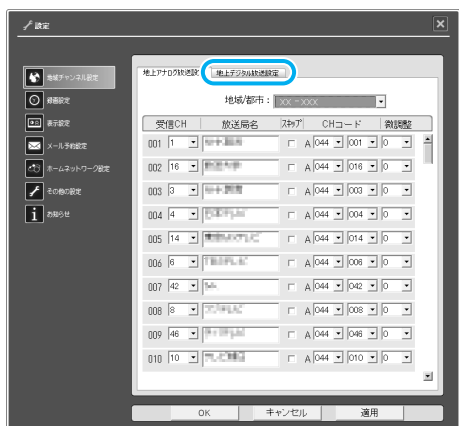 設定
地域チャンネル設定
録画設定
表示設定
メール予約設定
ホームネットワーク設定
その他の設定
お知らせ
地上アナログ放送設定 地上デジタル放送設定
地域/都市： XX -XXX
受信CH 放送局名 ｽｷｯﾌﾟ CHコード 微調整
001 1 A 044 001 0
002 16 A 044 016 0
003 3 A 044 003 0
004 4 A 044 004 0
005 14 A 044 014 0
006 6 A 044 006 0
007 42 A 044 042 0
008 8 A 044 008 0
009 46 A 044 046 0
010 10 A 044 010 0
OK キャンセル 適用